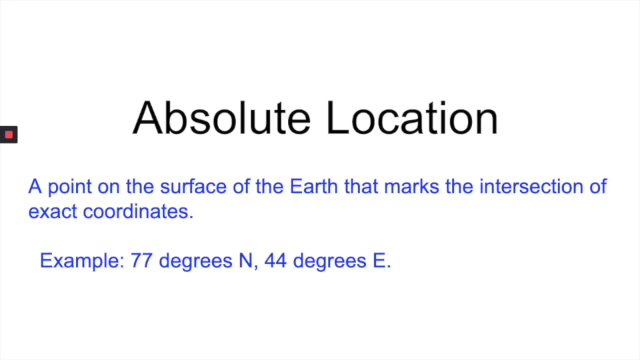 Absolute Location
A point on the surface of the Earth that marks the intersection of
exact coordinates.
Example: 77 degrees N, 44 degrees E.